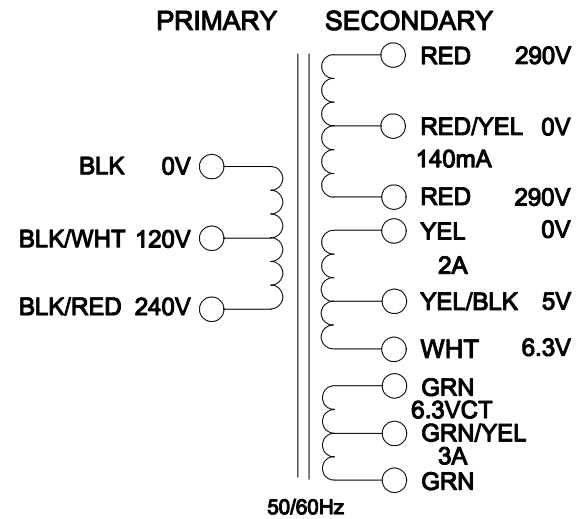 PRIMARY SECONDARY
RED 290V
RED/YEL 0V
140mA
BLK 0V
RED 290V
YEL 0V
BLK/WHT 120V
2A
YEL/BLK 5V
BLK/RED 240V
WHT 6.3V
GRN
6.3VCT
GRN/YEL
3A
GRN
50/60Hz